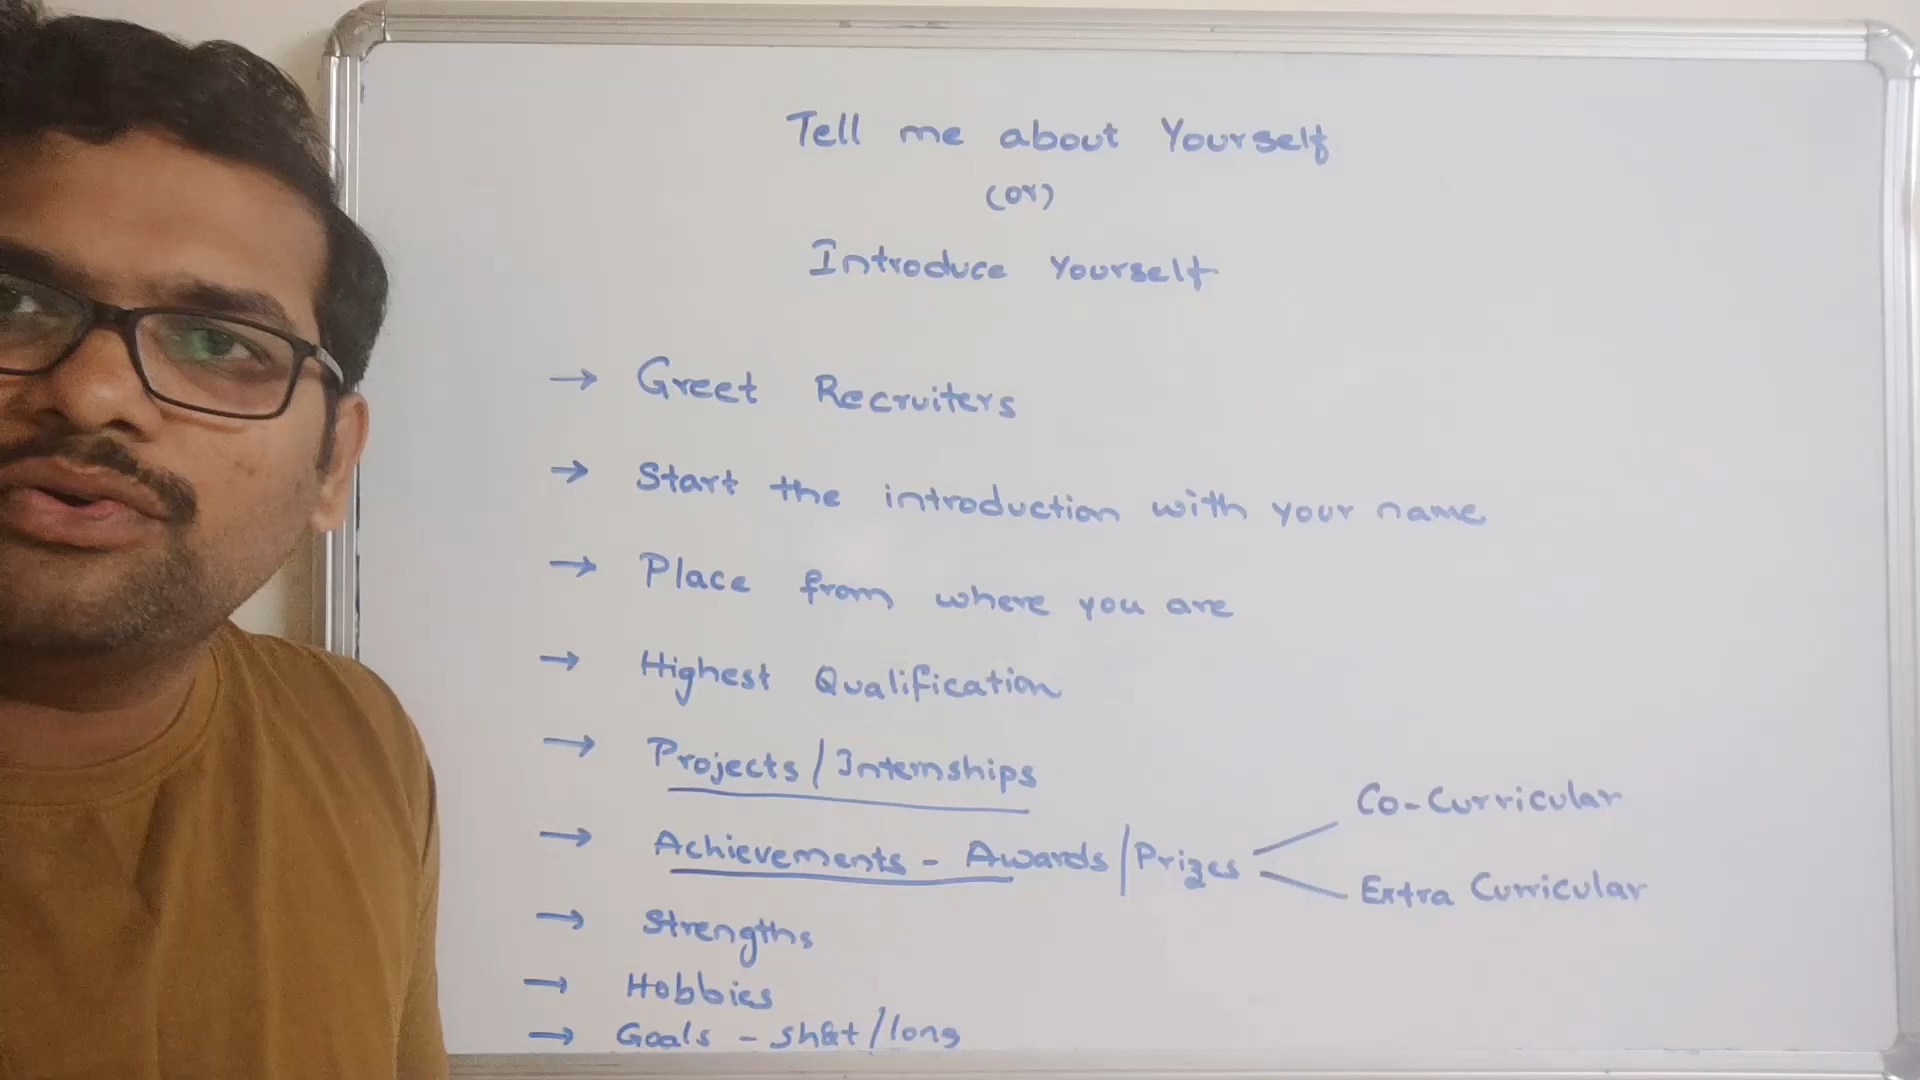 Tell me about Yourself
(or)
Introduce Yourself
→ Greet Recruiters
→ Start the introduction with your name
→ Place from where you are
→ Highest Qualification
→ Projects/Internships
→ Achievements - Awards/Prizes
Co-Curricular
Extra Curricular
→ Strengths
→ Hobbies
→ Goals - short/long